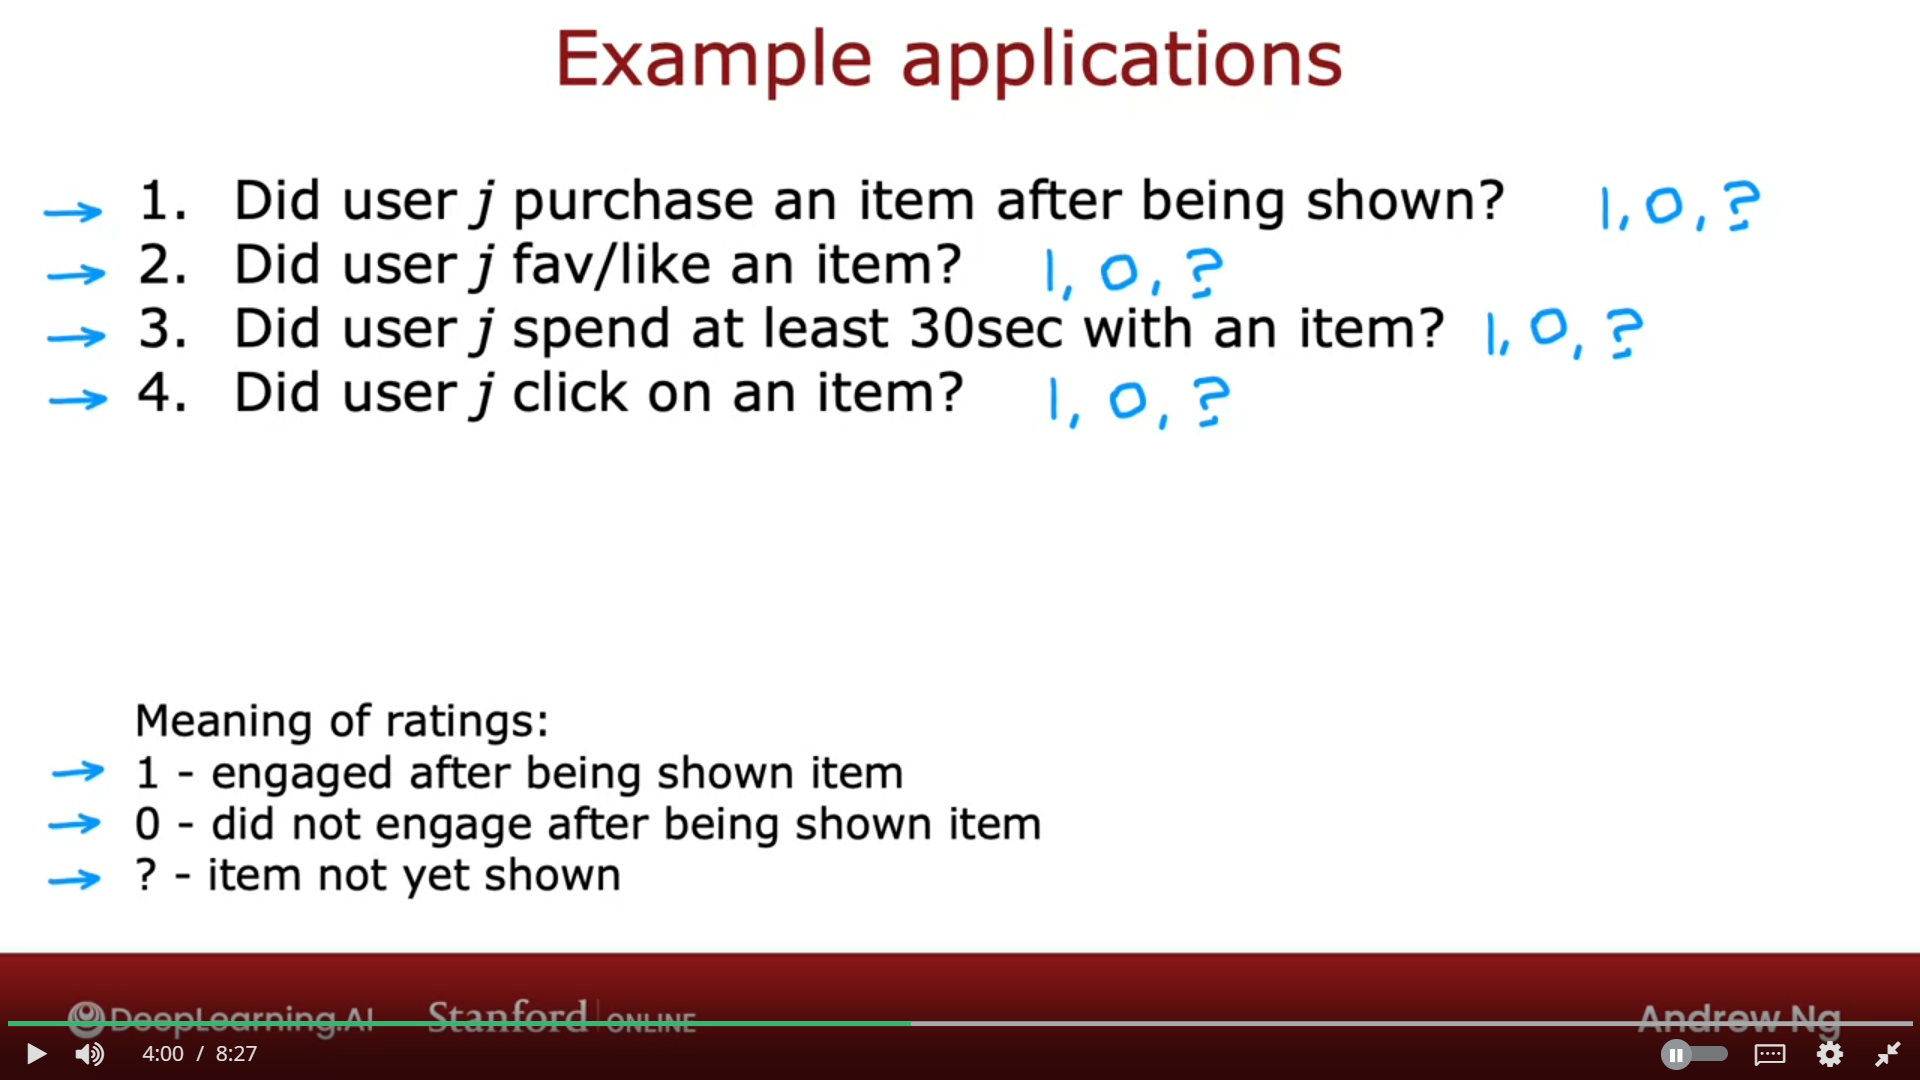 Example applications
1. Did user j purchase an item after being shown? 1, 0, ?
2. Did user j fav/like an item? 1, 0, ?
3. Did user j spend at least 30sec with an item? 1, 0, ?
4. Did user j click on an item? 1, 0, ?
Meaning of ratings:
1 - engaged after being shown item
0 - did not engage after being shown item
? - item not yet shown
DeepLearning.AI Stanford | ONLINE Andrew Ng
4:00 / 8:27